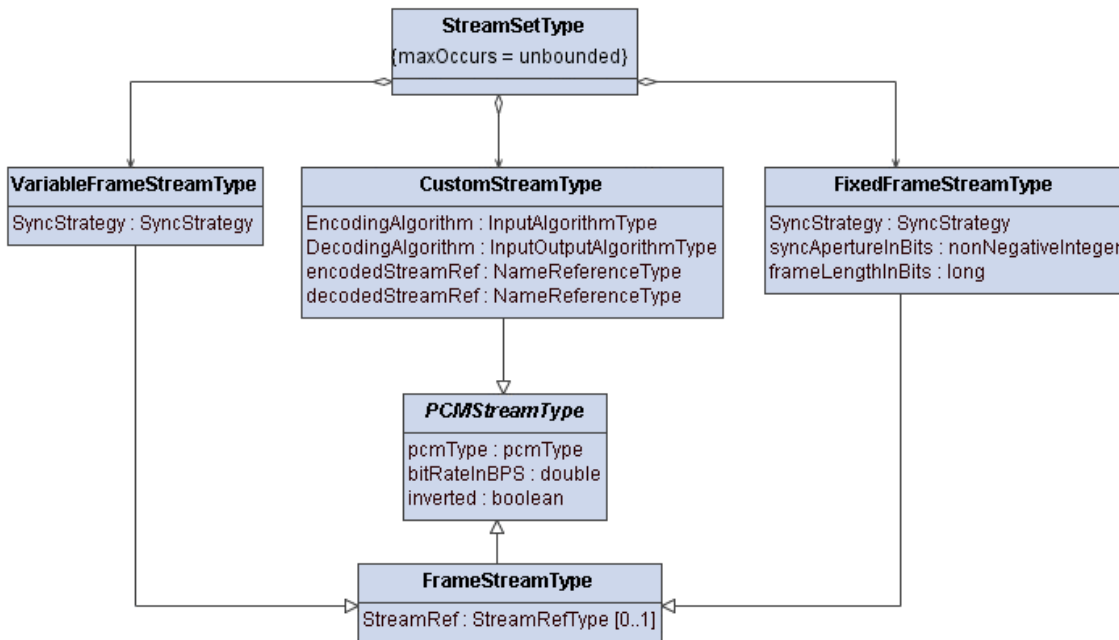 StreamSetType
{maxOccurs = unbounded}
VariableFrameStreamType
SyncStrategy : SyncStrategy
CustomStreamType
EncodingAlgorithm : InputAlgorithmType
DecodingAlgorithm : InputOutputAlgorithmType
encodedStreamRef : NameReferenceType
decodedStreamRef : NameReferenceType
FixedFrameStreamType
SyncStrategy : SyncStrategy
syncApertureInBits : nonNegativeInteger
frameLengthInBits : long
PCMStreamType
pcmType : pcmType
bitRateInBPS : double
inverted : boolean
FrameStreamType
StreamRef : StreamRefType [0..1]